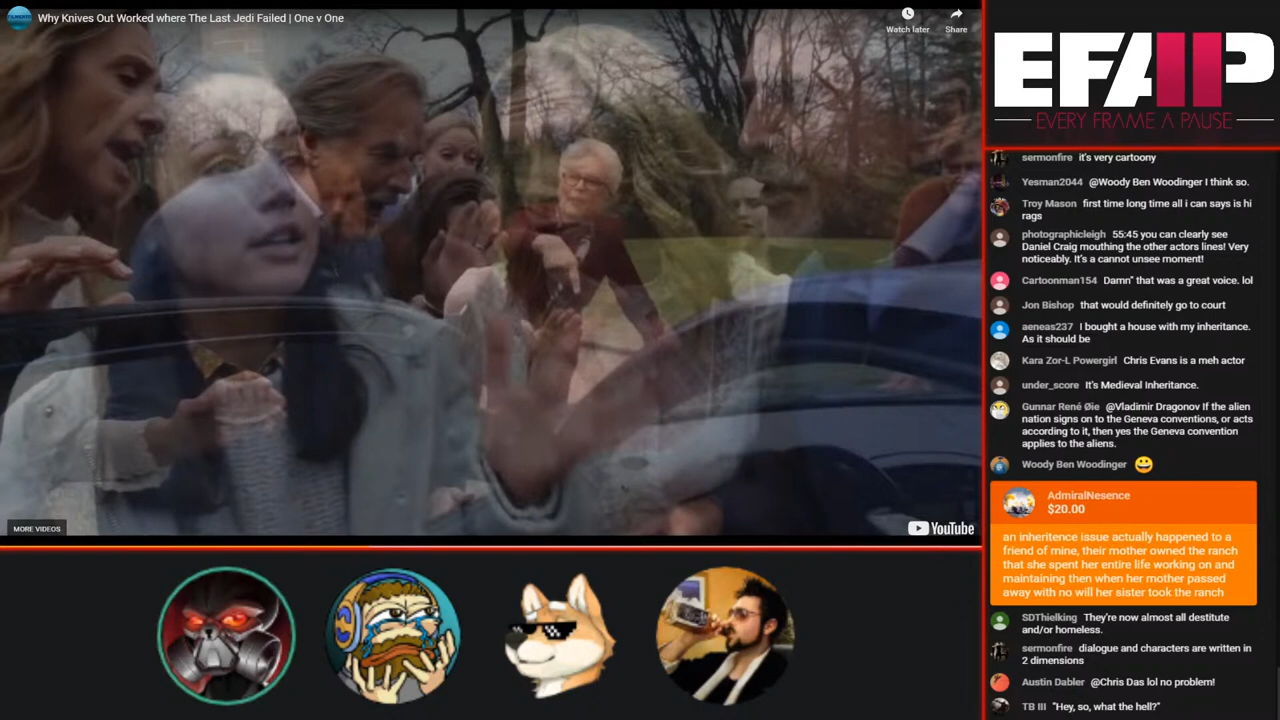 Why Knives Out Worked where The Last Jedi Failed | One v One
Watch later
Share
MORE VIDEOS
YouTube
EFAP
EVERY FRAME A PAUSE
sermonfire it's very cartoony
Yesman2044 @Woody Ben Woodinger I think so.
Troy Mason first time long time all i can says is hi
rags
photographicleigh 55:45 you can clearly see
Daniel Craig mouthing the other actors lines! Very
noticeably. It's a cannot unsee moment!
Cartoonman154 Damn" that was a great voice. lol
Jon Bishop that would definitely go to court
aeneas237 I bought a house with my inheritance.
As it should be
Kara Zor-L Powergirl Chris Evans is a meh actor
under_score It's Medieval Inheritance.
Gunnar René Øie @Vladimir Dragonov If the alien
nation signs on to the Geneva conventions, or acts
according to it, then yes the Geneva convention
applies to the aliens.
Woody Ben Woodinger 😀
AdmiralNesence
$20.00
an inheritence issue actually happened to a
friend of mine, their mother owned the ranch
that she spent her entire life working on and
maintaining then when her mother passed
away with no will her sister took the ranch
SDThielking They're now almost all destitute
and/or homeless.
sermonfire dialogue and characters are written in
2 dimensions
Austin Dabler @Chris Das lol no problem!
TB III "Hey, so, what the hell?"